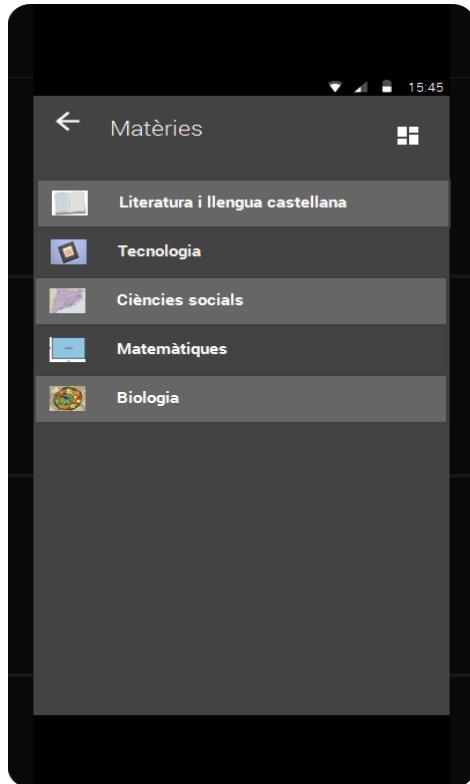 15:45
Matèries
Literatura i llengua castellana
Tecnologia
Ciències socials
Matemàtiques
Biologia